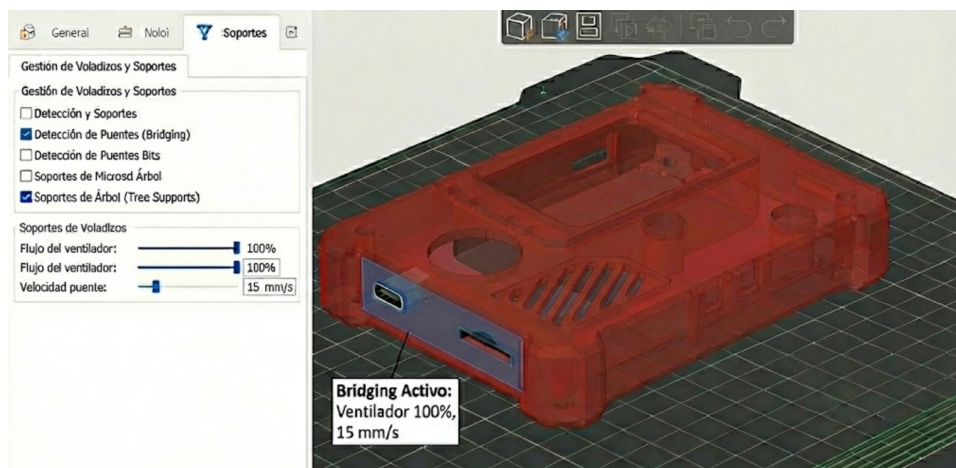 General
Noloi
Soportes
Gestión de Voladizos y Soportes
Gestión de Voladizos y Soportes
Detección y Soportes
Detección de Puentes (Bridging)
Detección de Puentes Bits
Soportes de Microsd Árbol
Soportes de Árbol (Tree Supports)
Soportes de Voladizos
Flujo del ventilador: 100%
Flujo del ventilador: 100%
Velocidad puente: 15 mm/s
Bridging Activo:
Ventilador 100%,
15 mm/s